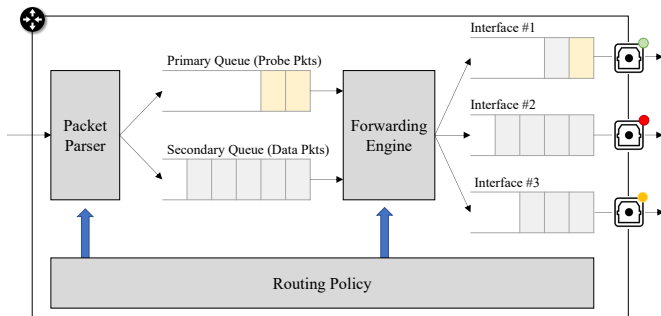 Interface #1
Primary Queue (Probe Pkts)
Packet
Parser
Forwarding
Engine
Interface #2
Secondary Queue (Data Pkts)
Interface #3
Routing Policy